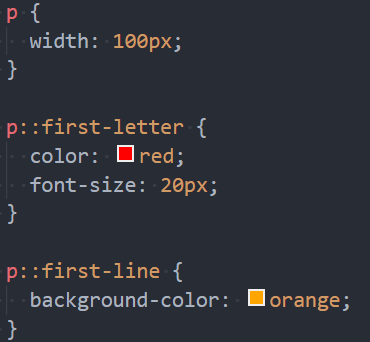 p {
  width: 100px;
}

p::first-letter {
  color: red;
  font-size: 20px;
}

p::first-line {
  background-color: orange;
}